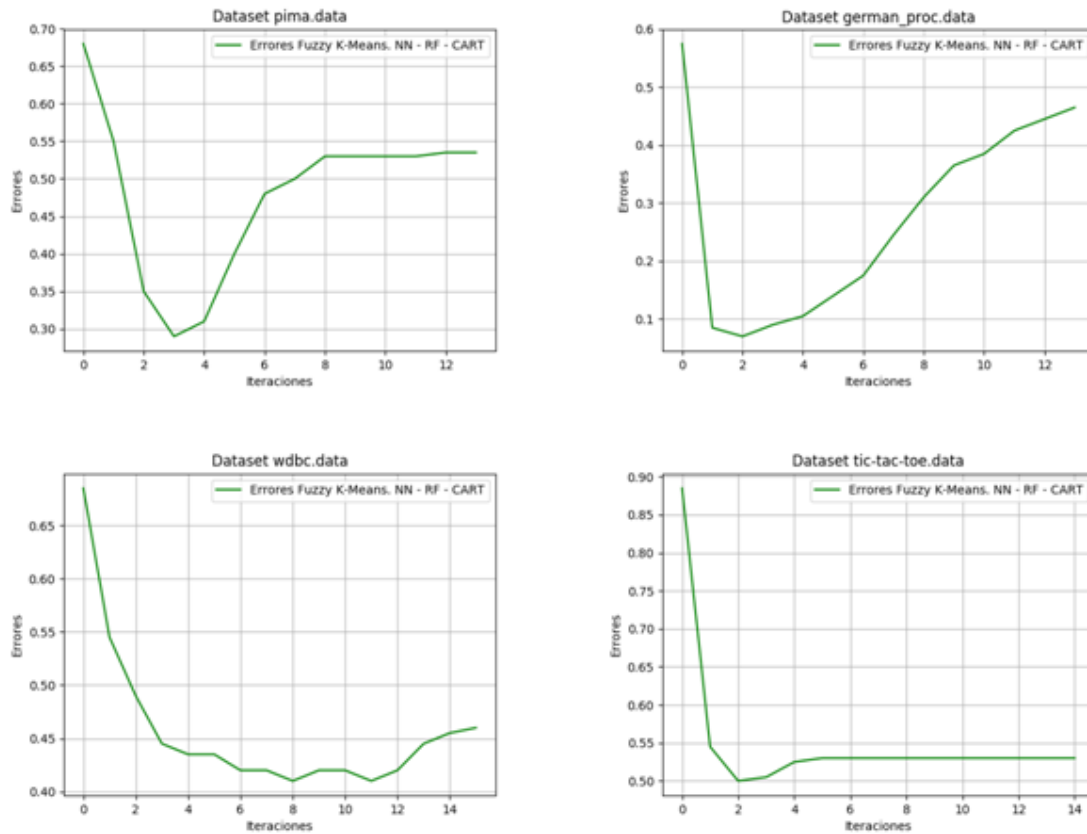 Dataset pima.data
Errores Fuzzy K-Means. NN - RF - CART
0.70
0.65
0.60
0.55
0.50
0.45
0.40
0.35
0.30
Errores
0 2 4 6 8 10 12
Iteraciones
Dataset german_proc.data
Errores Fuzzy K-Means. NN - RF - CART
0.6
0.5
0.4
0.3
0.2
0.1
Errores
0 2 4 6 8 10 12
Iteraciones
Dataset wdbc.data
Errores Fuzzy K-Means. NN - RF - CART
0.65
0.60
0.55
0.50
0.45
0.40
Errores
0 2 4 6 8 10 12 14
Iteraciones
Dataset tic-tac-toe.data
Errores Fuzzy K-Means. NN - RF - CART
0.90
0.85
0.80
0.75
0.70
0.65
0.60
0.55
0.50
Errores
0 2 4 6 8 10 12 14
Iteraciones